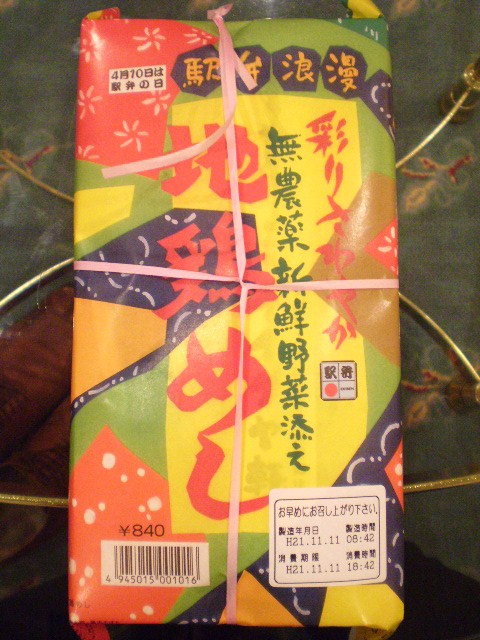 4月10日は
駅弁の日
駅弁浪漫
彩りさわやか
無農薬新鮮野菜添え
地鶏めし
駅弁
¥840
4 945015 001016
お早めにお召し上がり下さい。
製造年月日 製造時間
H21.11.11 08:42
消費期限 消費時間
H21.11.11 18:42